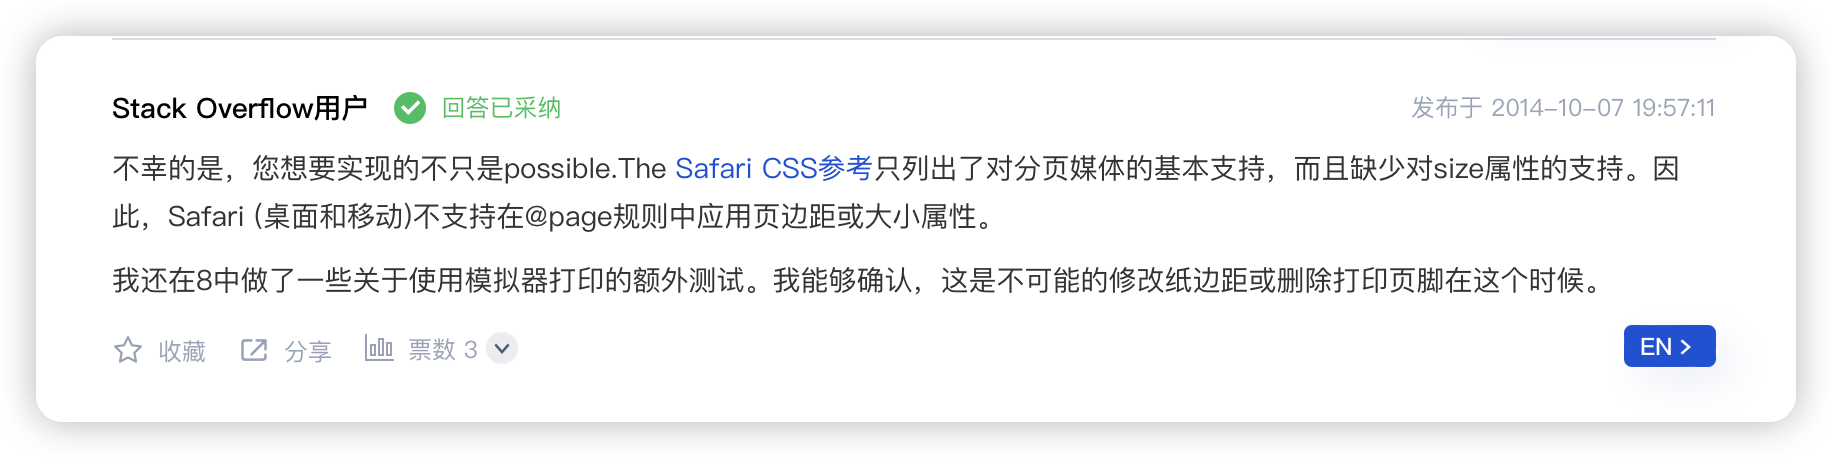 Stack Overflow用户 回答已采纳 发布于 2014-10-07 19:57:11
不幸的是，您想要实现的不只是possible.The Safari CSS参考只列出了对分页媒体的基本支持，而且缺少对size属性的支持。因
此，Safari (桌面和移动)不支持在@page规则中应用页边距或大小属性。
我还在8中做了一些关于使用模拟器打印的额外测试。我能够确认，这是不可能的修改纸边距或删除打印页脚在这个时候。
收藏 分享 票数 3 EN >